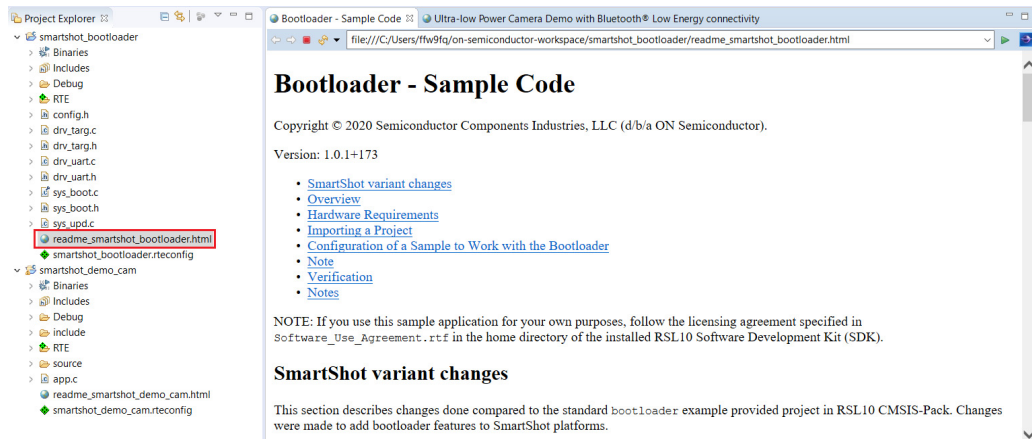 Project Explorer
smartshot_bootloader
Binaries
Includes
Debug
RTE
config.h
drv_targ.c
drv_targ.h
drv_uart.c
drv_uart.h
sys_boot.c
sys_boot.h
sys_upd.c
readme_smartshot_bootloader.html
smartshot_bootloader.rteconfig
smartshot_demo_cam
Binaries
Includes
Debug
include
RTE
source
app.c
readme_smartshot_demo_cam.html
smartshot_demo_cam.rteconfig
Bootloader - Sample Code
Ultra-low Power Camera Demo with Bluetooth® Low Energy connectivity
file:///C:/Users/ffw9fq/on-semiconductor-workspace/smartshot_bootloader/readme_smartshot_bootloader.html
Bootloader - Sample Code
Copyright © 2020 Semiconductor Components Industries, LLC (d/b/a ON Semiconductor).
Version: 1.0.1+173
• SmartShot variant changes
• Overview
• Hardware Requirements
• Importing a Project
• Configuration of a Sample to Work with the Bootloader
• Note
• Verification
• Notes
NOTE: If you use this sample application for your own purposes, follow the licensing agreement specified in
Software_Use_Agreement.rtf in the home directory of the installed RSL10 Software Development Kit (SDK).
SmartShot variant changes
This section describes changes done compared to the standard bootloader example provided project in RSL10 CMSIS-Pack. Changes
were made to add bootloader features to SmartShot platforms.